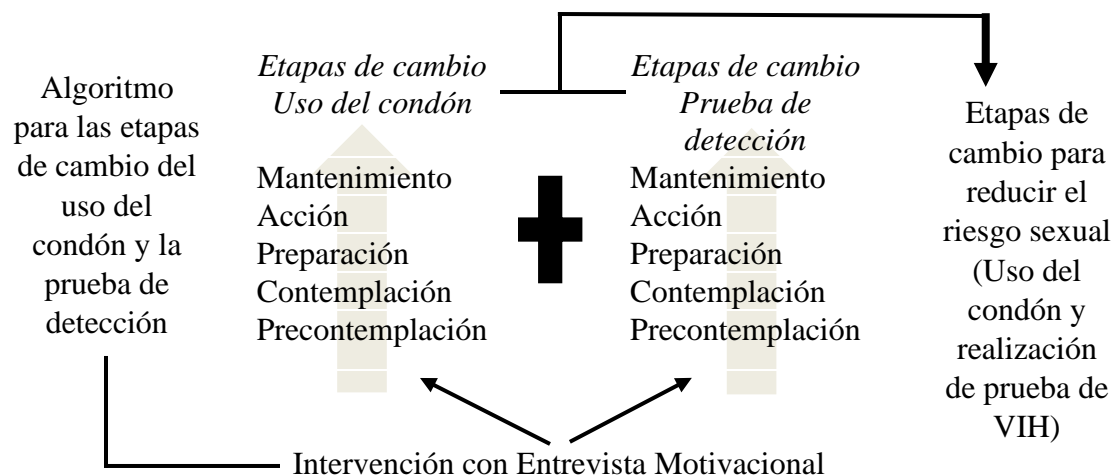 Algoritmo
para las etapas
de cambio del
uso del
condón y la
prueba de
detección
Etapas de cambio
Uso del condón
Mantenimiento
Acción
Preparación
Contemplación
Precontemplación
Etapas de cambio
Prueba de
detección
Mantenimiento
Acción
Preparación
Contemplación
Precontemplación
Etapas de
cambio para
reducir el
riesgo sexual
(Uso del
condón y
realización
de prueba de
VIH)
Intervención con Entrevista Motivacional